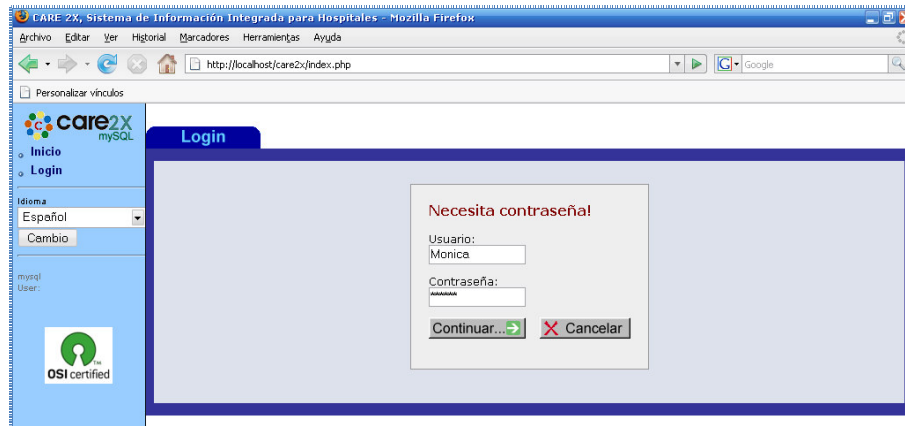 CARE 2X, Sistema de Información Integrada para Hospitales - Mozilla Firefox
Archivo Editar Ver Historial Marcadores Herramientas Ayuda
http://localhost/care2x/index.php
G Google
Personalizar vínculos
care2x
mySQL
Inicio
Login
Idioma
Español
Cambio
mysql
User:
OSI certified
Login
Necesita contraseña!
Usuario:
Monica
Contraseña:
******
Continuar...
Cancelar